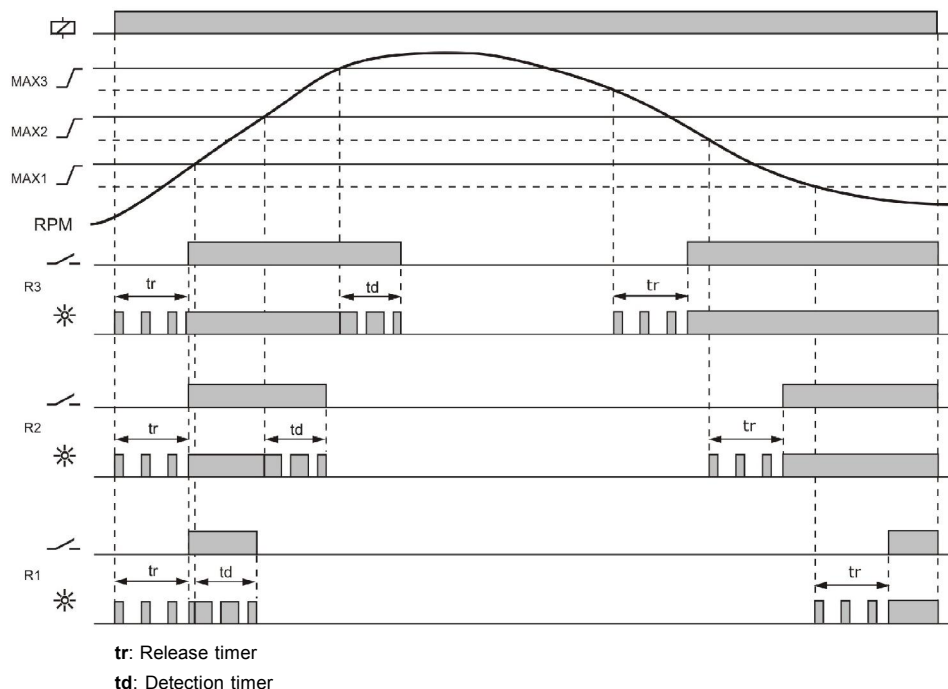 MAX3
MAX2
MAX1
RPM
R3
tr
td
tr
R2
tr
td
tr
R1
tr
td
tr
tr: Release timer
td: Detection timer